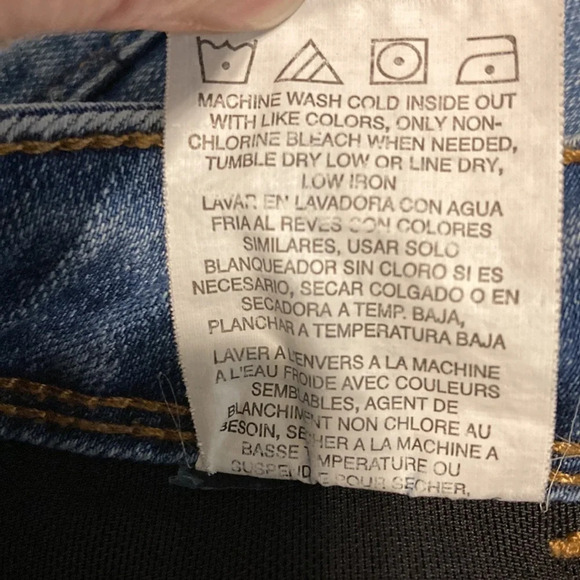 MACHINE WASH COLD INSIDE OUT
WITH LIKE COLORS, ONLY NON-
CHLORINE BLEACH WHEN NEEDED,
TUMBLE DRY LOW OR LINE DRY,
LOW IRON
LAVAR EN LAVADORA CON AGUA
FRIA AL REVES CON COLORES
SIMILARES, USAR SOLO
BLANQUEADOR SIN CLORO SI ES
NECESARIO, SECAR COLGADO O EN
SECADORA A TEMP. BAJA,
PLANCHAR A TEMPERATURA BAJA
LAVER A L'ENVERS A LA MACHINE
A L'EAU FROIDE AVEC COULEURS
SEMBLABLES, AGENT DE
BLANCHIMENT NON CHLORE AU
BESOIN, SECHER A LA MACHINE A
BASSE TEMPERATURE OU
SUSPENDRE POUR SECHER,